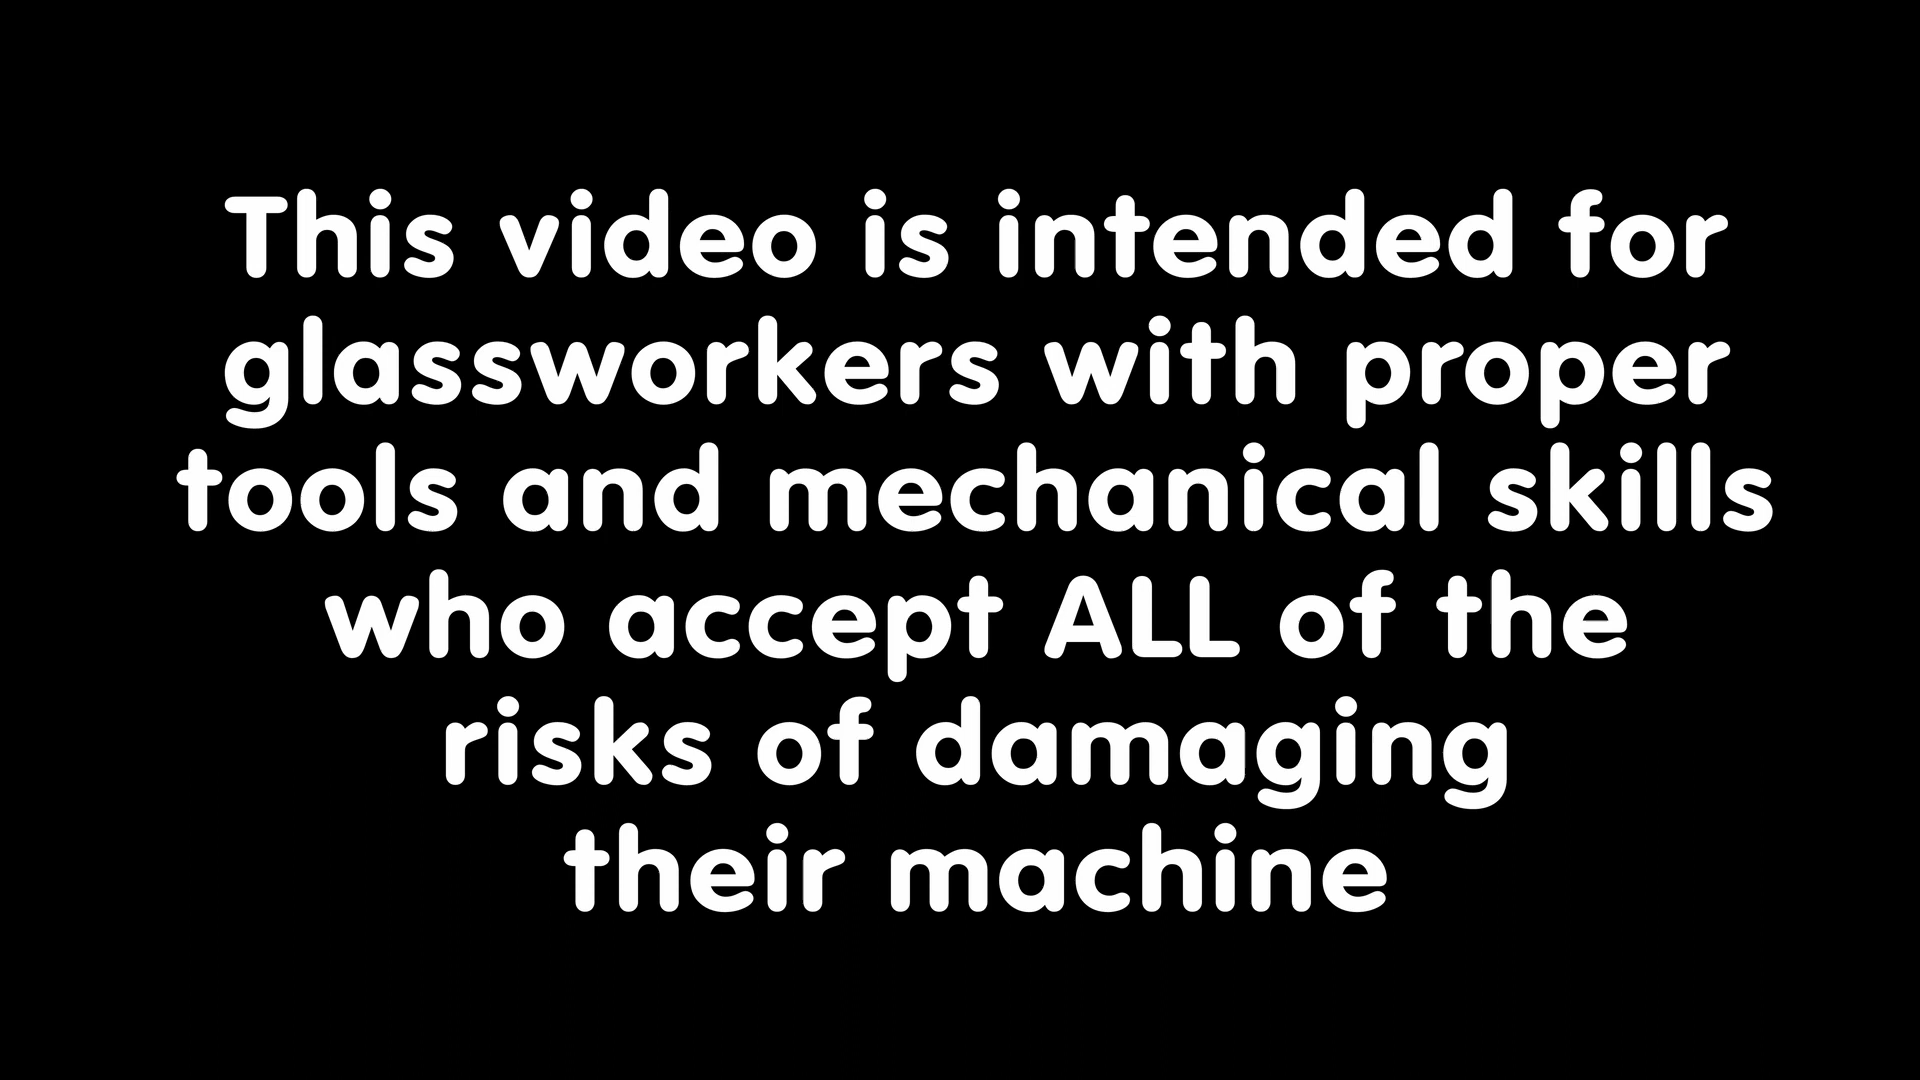 This video is intended for
glassworkers with proper
tools and mechanical skills
who accept ALL of the
risks of damaging
their machine